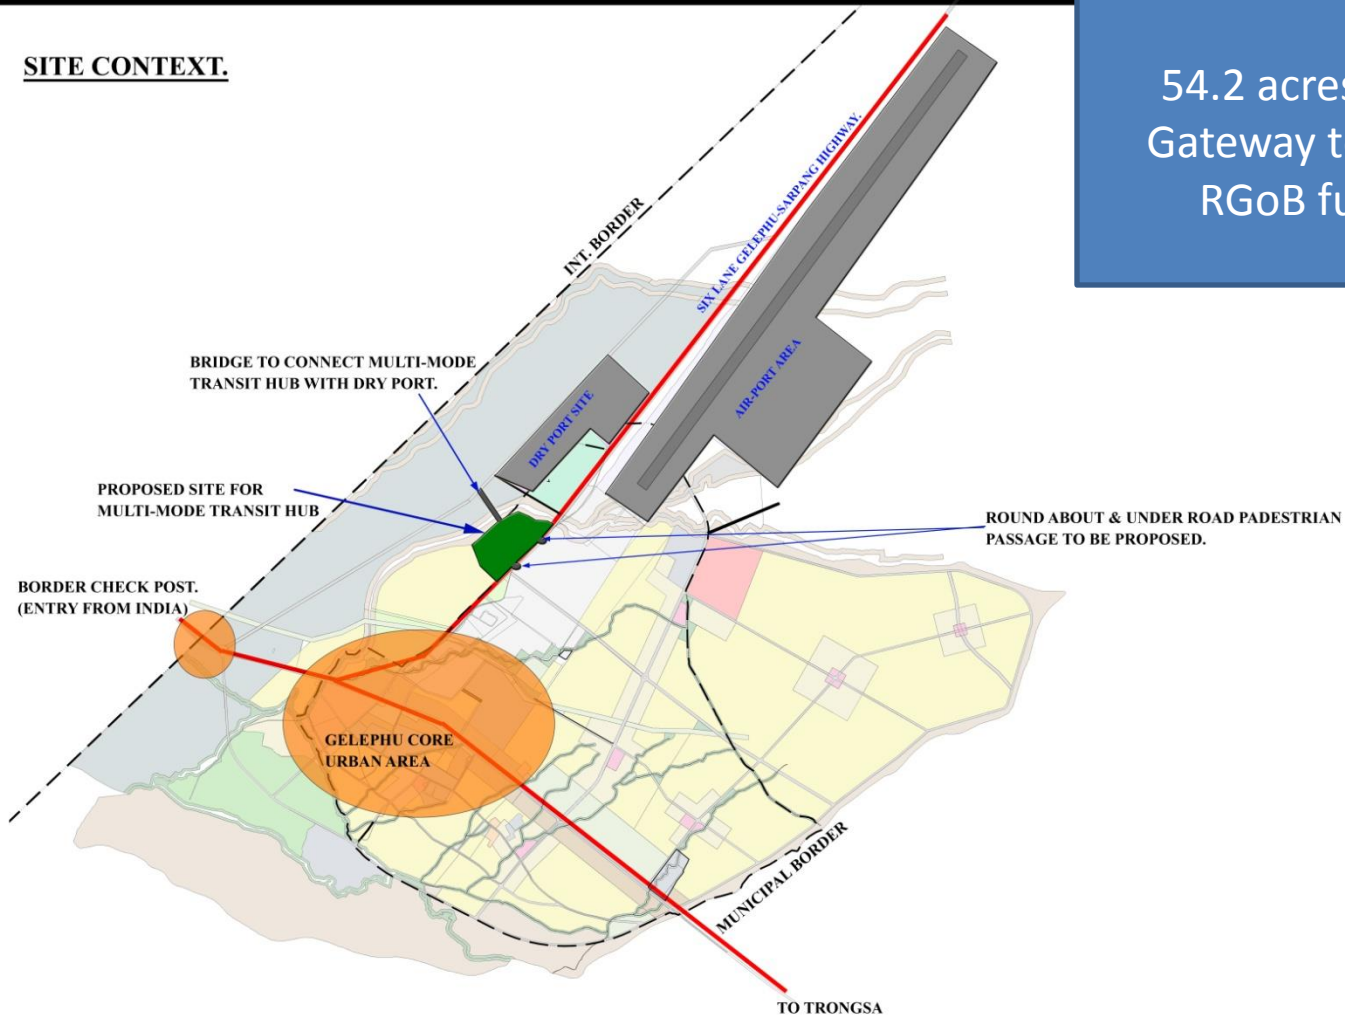 SITE CONTEXT.
54.2 acres
Gateway t
RGoB fu
INT. BORDER
SIX LANE GELEPHU-SARPANG HIGHWAY.
BRIDGE TO CONNECT MULTI-MODE
TRANSIT HUB WITH DRY PORT.
DRY PORT SITE
AIR-PORT AREA
PROPOSED SITE FOR
MULTI-MODE TRANSIT HUB
ROUND ABOUT & UNDER ROAD PADESTRIAN
PASSAGE TO BE PROPOSED.
BORDER CHECK POST.
(ENTRY FROM INDIA)
GELEPHU CORE
URBAN AREA
MUNICIPAL BORDER
TO TRONGSA